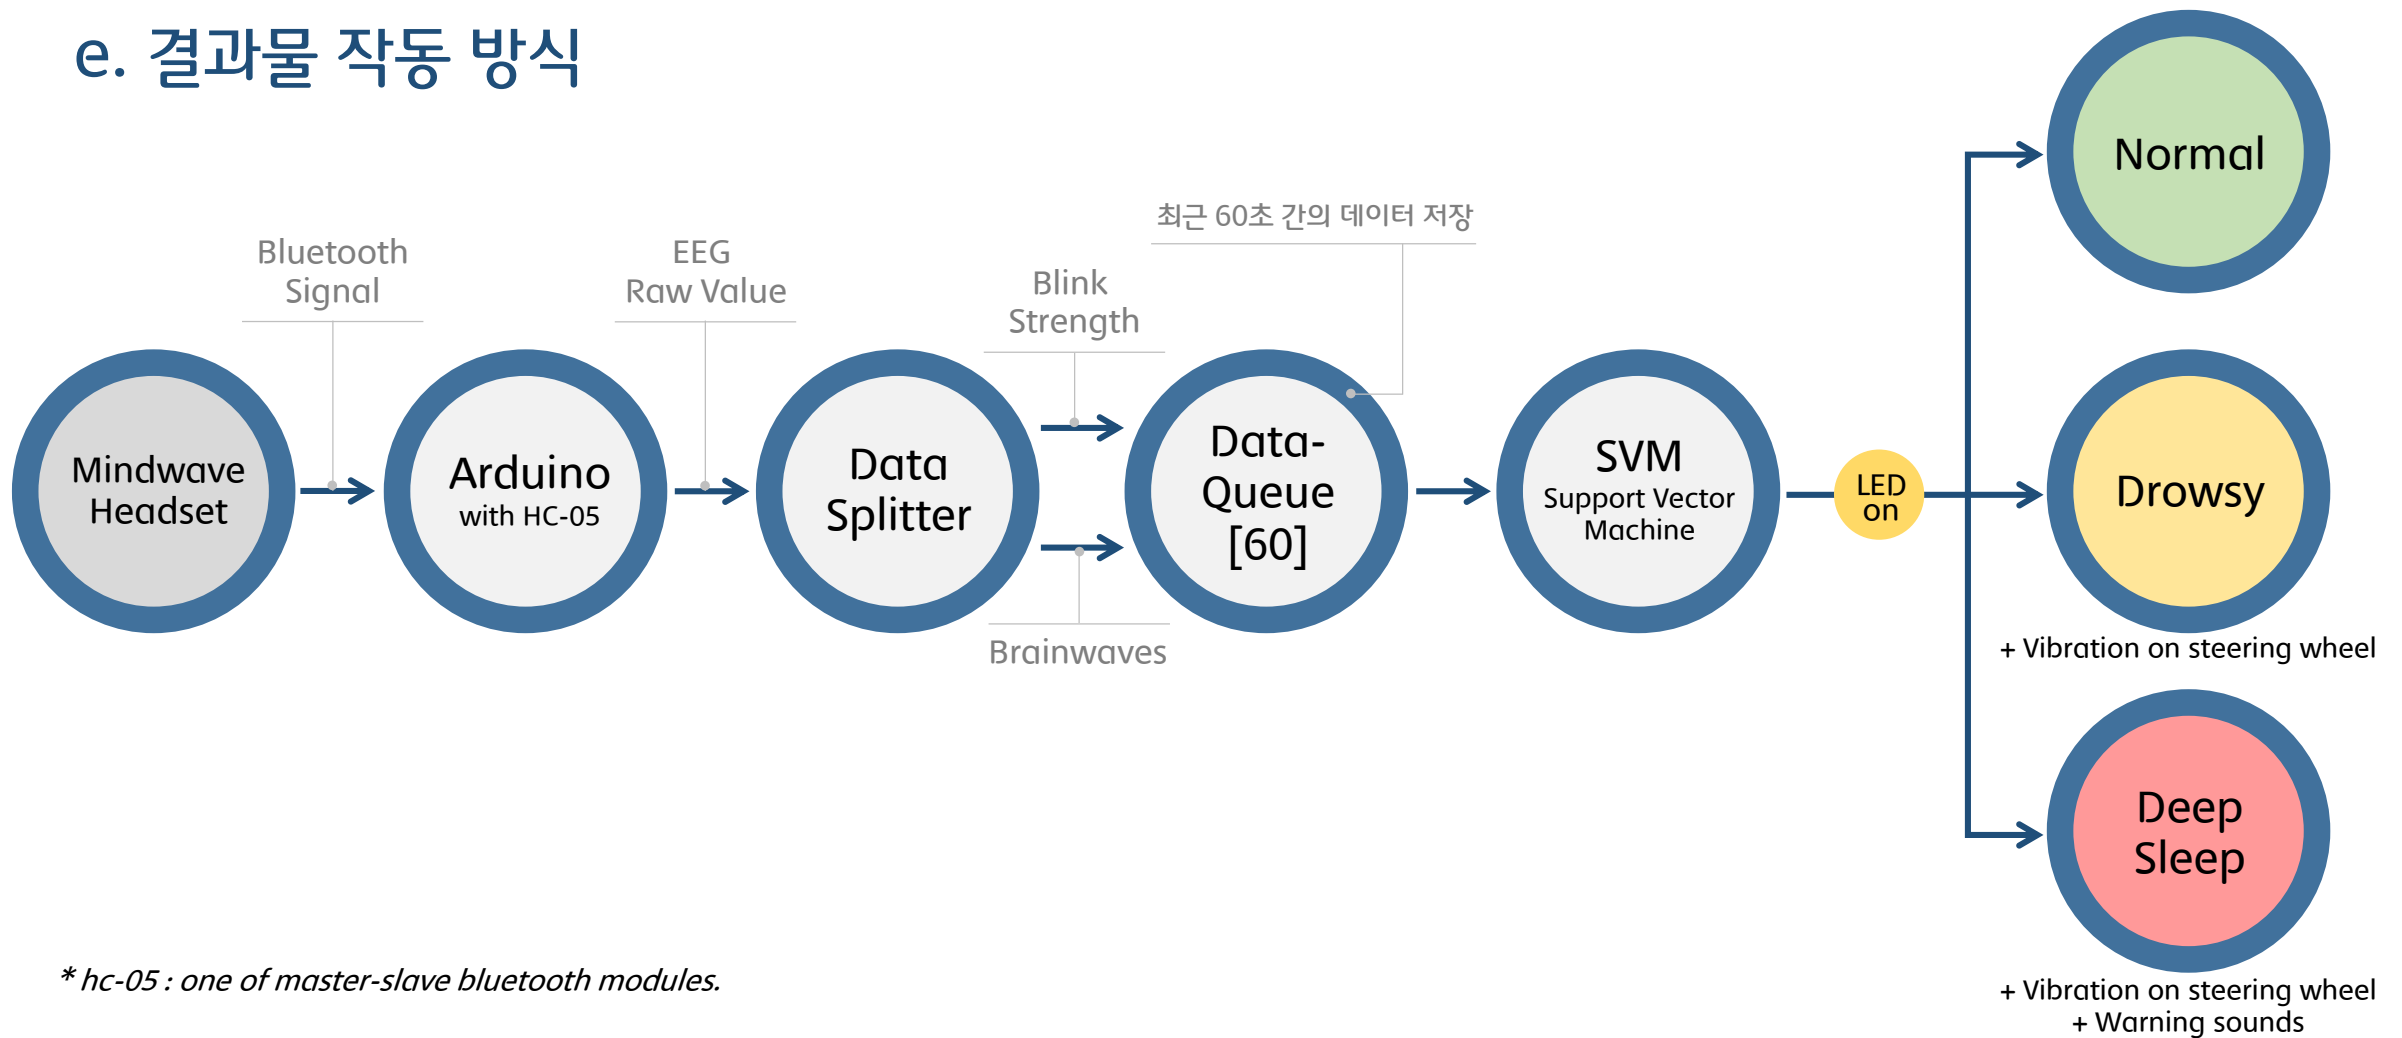 e. 결과물 작동 방식
Bluetooth
Signal
EEG
Raw Value
Blink
Strength
최근 60초 간의 데이터 저장
Mindwave
Headset
Arduino
with HC-05
Data
Splitter
Brainwaves
Data-
Queue
[60]
SVM
Support Vector
Machine
LED
on
Normal
Drowsy
+ Vibration on steering wheel
Deep
Sleep
+ Vibration on steering wheel
+ Warning sounds
* hc-05 : one of master-slave bluetooth modules.